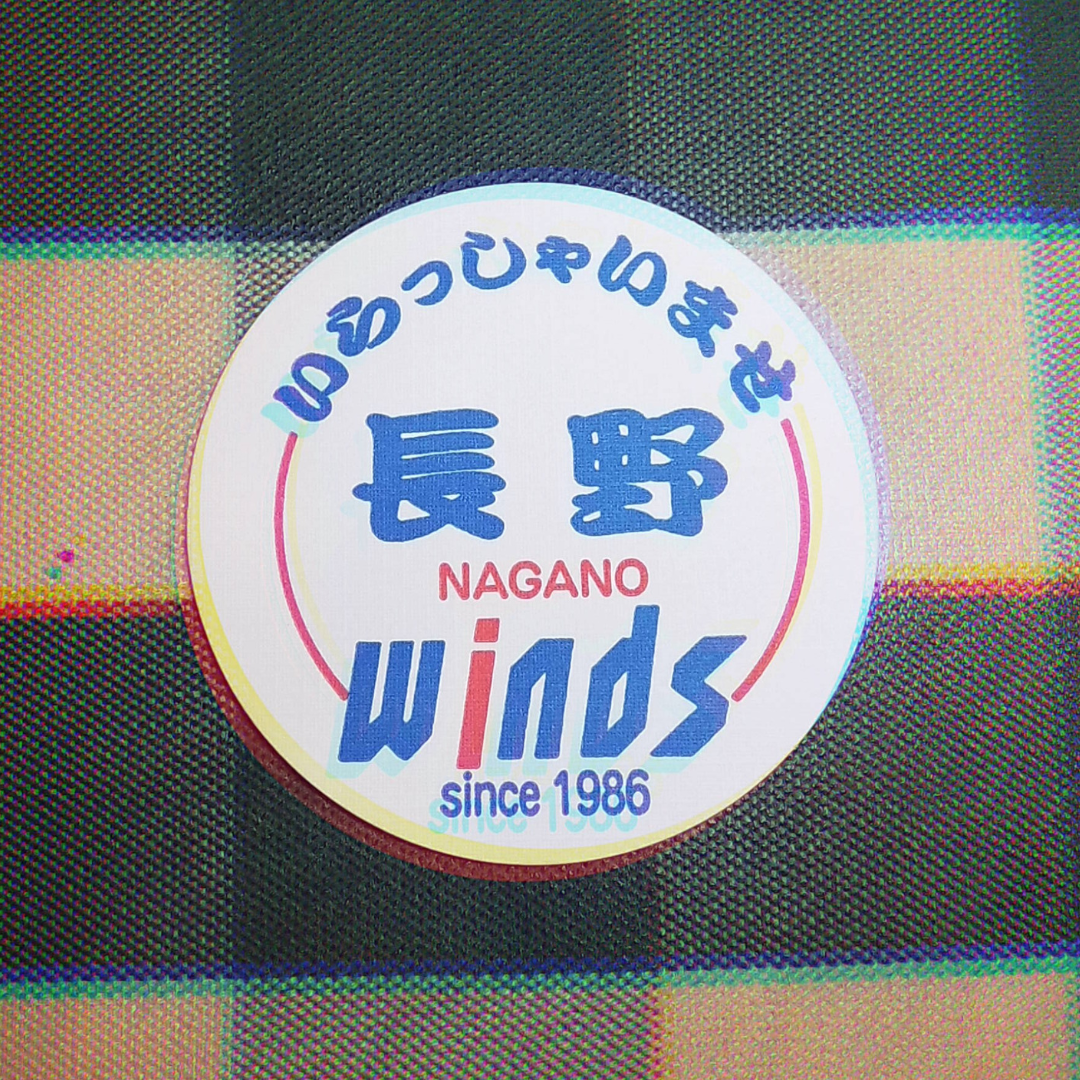 いらっしゃいませ
長野
NAGANO
winds
since 1986